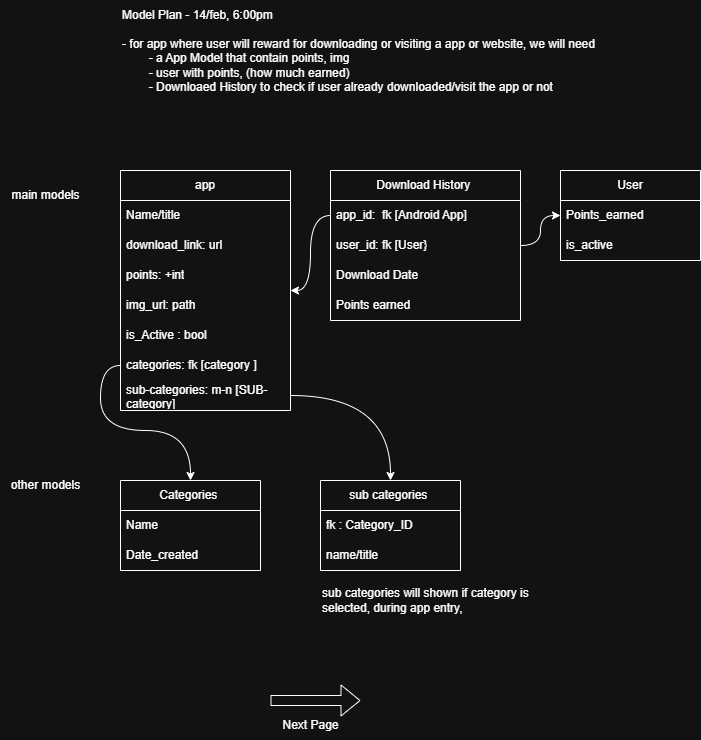 Model Plan - 14/feb, 6:00pm
- for app where user will reward for downloading or visiting a app or website, we will need
- a App Model that contain points, img
- user with points, (how much earned)
- Downloaed History to check if user already downloaded/visit the app or not
main models
app
Name/title
download_link: url
points: +int
img_url: path
is_Active : bool
categories: fk [category ]
sub-categories: m-n [SUB-
category]
Download History
app_id:  fk [Android App]
user_id: fk [User}
Download Date
Points earned
User
Points_earned
is_active
other models
Categories
Name
Date_created
sub categories
fk : Category_ID
name/title
sub categories will shown if category is
selected, during app entry,
Next Page